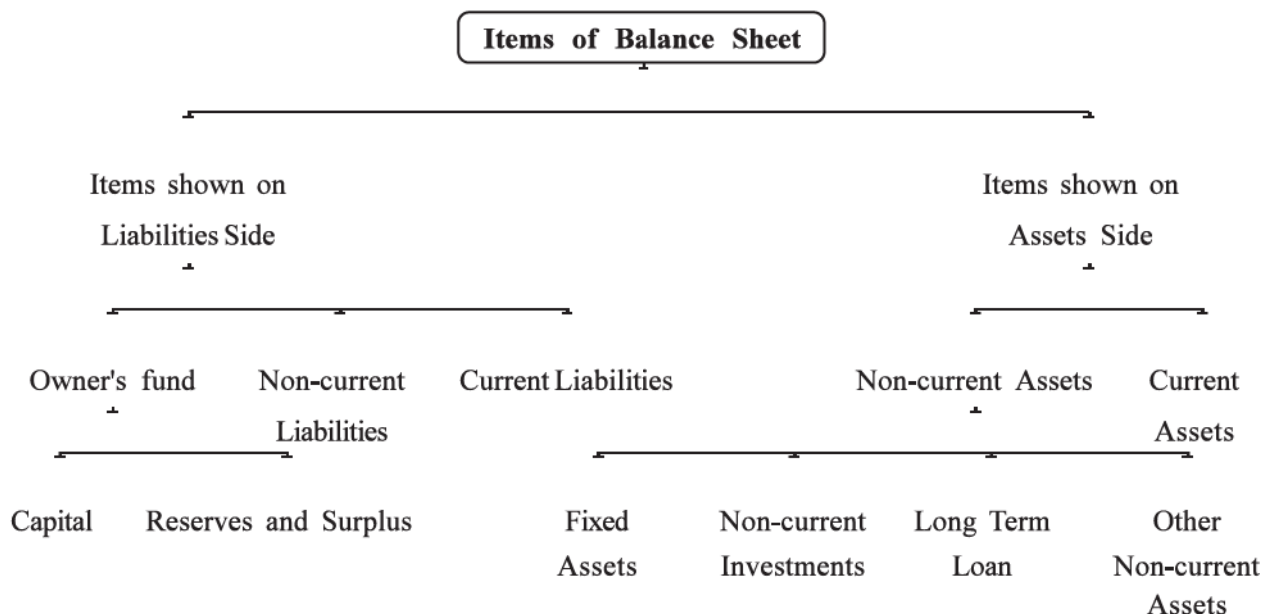 Items of Balance Sheet
Items shown on
Liabilities Side
Items shown on
Assets Side
Owner's fund
Non-current
Liabilities
Current Liabilities
Non-current Assets
Current
Assets
Capital
Reserves and Surplus
Fixed
Assets
Non-current
Investments
Long Term
Loan
Other
Non-current
Assets